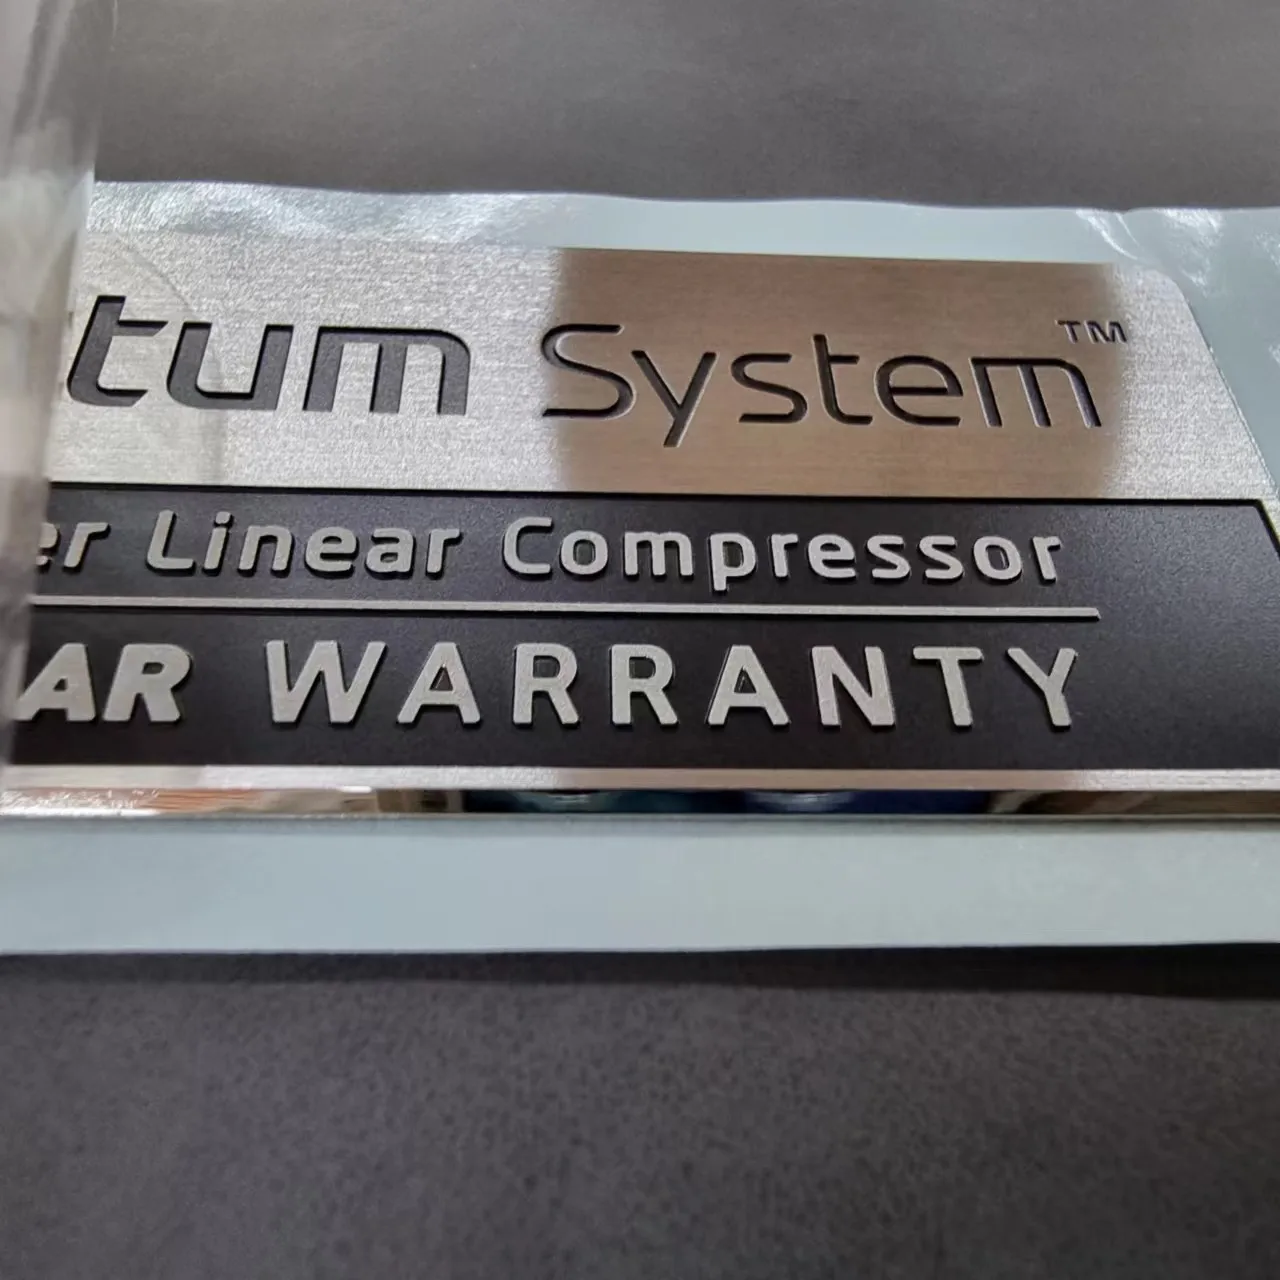 tum System™
er Linear Compressor
AR WARRANTY